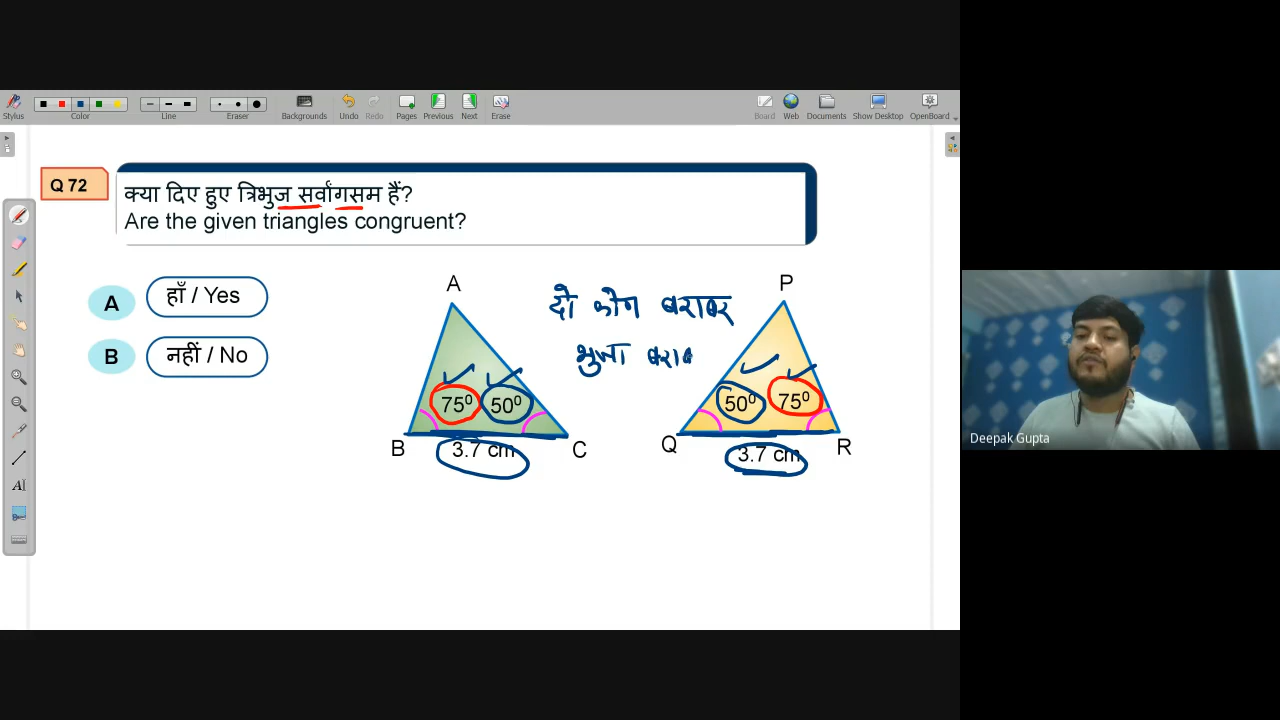 Stylus
Color
Line
Eraser
Backgrounds
Undo
Redo
Pages
Previous
Next
Erase
Board
Web
Documents
Show Desktop
OpenBoard
Q 72
क्या दिए हुए त्रिभुज सर्वांगसम हैं?
Are the given triangles congruent?
A
हाँ / Yes
B
नहीं / No
A
75⁰
50⁰
B
3.7 cm
C
दो कोण बराबर
भुजा बराब
P
50⁰
75⁰
Q
3.7 cm
R
Deepak Gupta